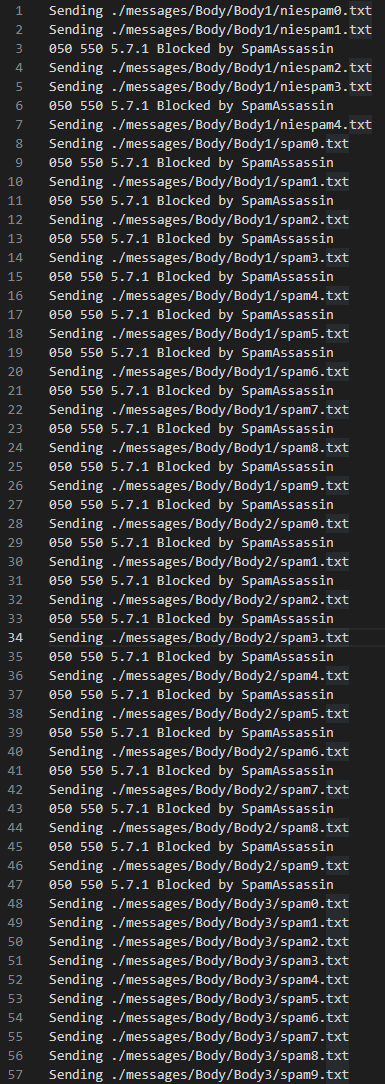 1 Sending ./messages/Body/Body1/niespam0.txt
2 Sending ./messages/Body/Body1/niespam1.txt
3 050 550 5.7.1 Blocked by SpamAssassin
4 Sending ./messages/Body/Body1/niespam2.txt
5 Sending ./messages/Body/Body1/niespam3.txt
6 050 550 5.7.1 Blocked by SpamAssassin
7 Sending ./messages/Body/Body1/niespam4.txt
8 Sending ./messages/Body/Body1/spam0.txt
9 050 550 5.7.1 Blocked by SpamAssassin
10 Sending ./messages/Body/Body1/spam1.txt
11 050 550 5.7.1 Blocked by SpamAssassin
12 Sending ./messages/Body/Body1/spam2.txt
13 050 550 5.7.1 Blocked by SpamAssassin
14 Sending ./messages/Body/Body1/spam3.txt
15 050 550 5.7.1 Blocked by SpamAssassin
16 Sending ./messages/Body/Body1/spam4.txt
17 050 550 5.7.1 Blocked by SpamAssassin
18 Sending ./messages/Body/Body1/spam5.txt
19 050 550 5.7.1 Blocked by SpamAssassin
20 Sending ./messages/Body/Body1/spam6.txt
21 050 550 5.7.1 Blocked by SpamAssassin
22 Sending ./messages/Body/Body1/spam7.txt
23 050 550 5.7.1 Blocked by SpamAssassin
24 Sending ./messages/Body/Body1/spam8.txt
25 050 550 5.7.1 Blocked by SpamAssassin
26 Sending ./messages/Body/Body1/spam9.txt
27 050 550 5.7.1 Blocked by SpamAssassin
28 Sending ./messages/Body/Body2/spam0.txt
29 050 550 5.7.1 Blocked by SpamAssassin
30 Sending ./messages/Body/Body2/spam1.txt
31 050 550 5.7.1 Blocked by SpamAssassin
32 Sending ./messages/Body/Body2/spam2.txt
33 050 550 5.7.1 Blocked by SpamAssassin
34 Sending ./messages/Body/Body2/spam3.txt
35 050 550 5.7.1 Blocked by SpamAssassin
36 Sending ./messages/Body/Body2/spam4.txt
37 050 550 5.7.1 Blocked by SpamAssassin
38 Sending ./messages/Body/Body2/spam5.txt
39 050 550 5.7.1 Blocked by SpamAssassin
40 Sending ./messages/Body/Body2/spam6.txt
41 050 550 5.7.1 Blocked by SpamAssassin
42 Sending ./messages/Body/Body2/spam7.txt
43 050 550 5.7.1 Blocked by SpamAssassin
44 Sending ./messages/Body/Body2/spam8.txt
45 050 550 5.7.1 Blocked by SpamAssassin
46 Sending ./messages/Body/Body2/spam9.txt
47 050 550 5.7.1 Blocked by SpamAssassin
48 Sending ./messages/Body/Body3/spam0.txt
49 Sending ./messages/Body/Body3/spam1.txt
50 Sending ./messages/Body/Body3/spam2.txt
51 Sending ./messages/Body/Body3/spam3.txt
52 Sending ./messages/Body/Body3/spam4.txt
53 Sending ./messages/Body/Body3/spam5.txt
54 Sending ./messages/Body/Body3/spam6.txt
55 Sending ./messages/Body/Body3/spam7.txt
56 Sending ./messages/Body/Body3/spam8.txt
57 Sending ./messages/Body/Body3/spam9.txt